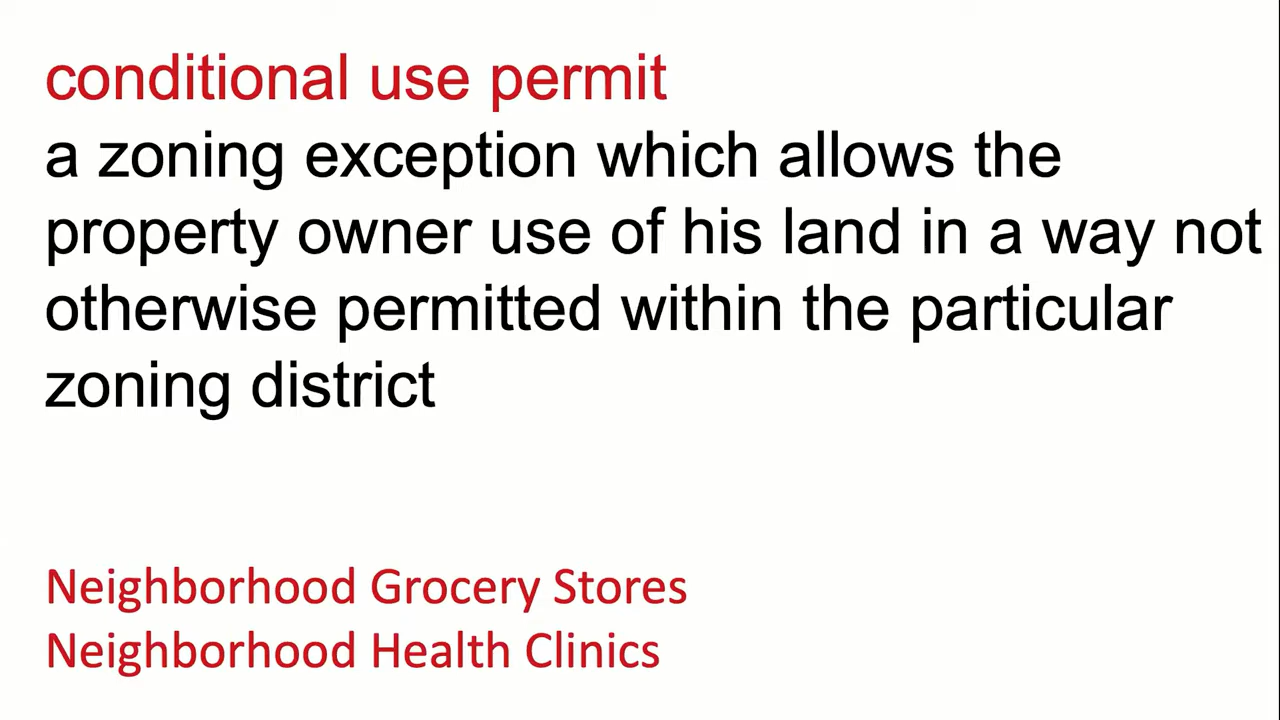 conditional use permit
a zoning exception which allows the
property owner use of his land in a way not
otherwise permitted within the particular
zoning district
Neighborhood Grocery Stores
Neighborhood Health Clinics